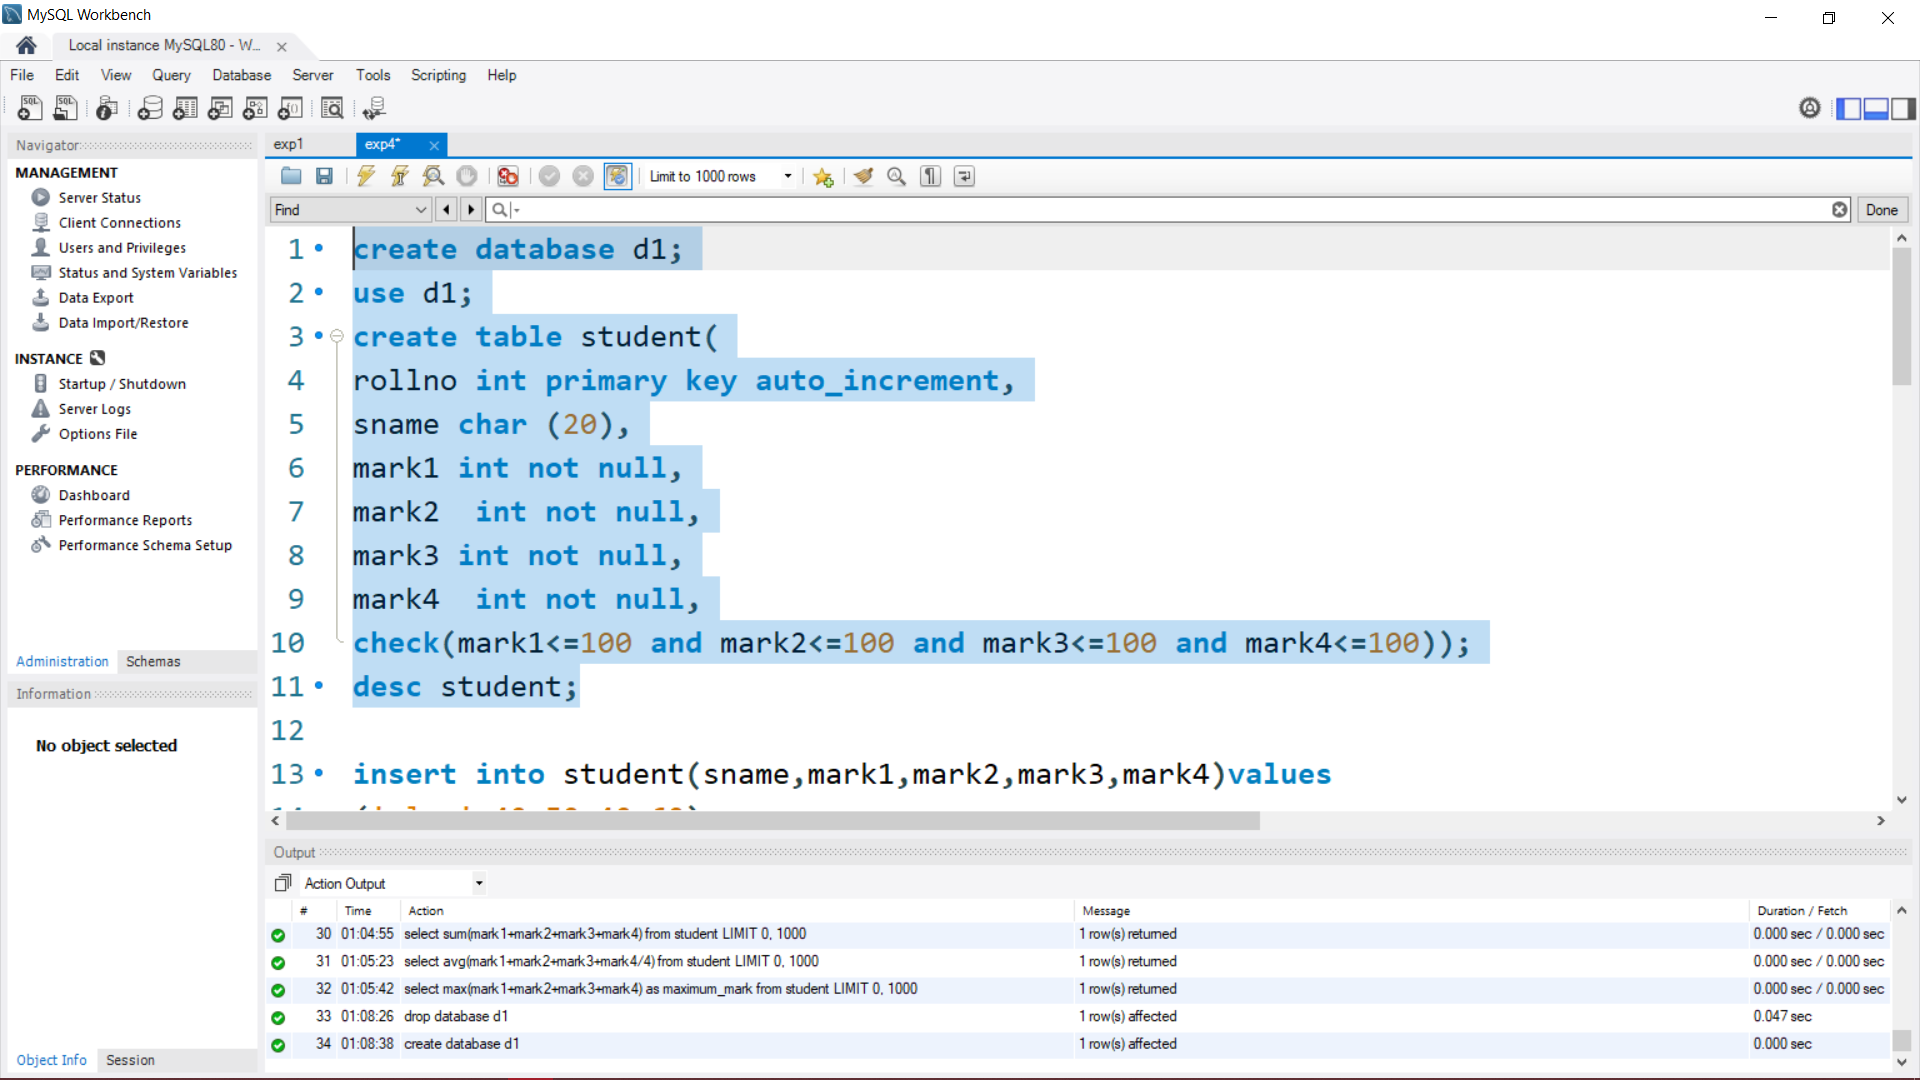 MySQL Workbench
Local instance MySQL80 - W...
File Edit View Query Database Server Tools Scripting Help
Navigator
MANAGEMENT
Server Status
Client Connections
Users and Privileges
Status and System Variables
Data Export
Data Import/Restore
INSTANCE
Startup / Shutdown
Server Logs
Options File
PERFORMANCE
Dashboard
Performance Reports
Performance Schema Setup
Administration Schemas
Information
No object selected
Object Info Session
exp1 exp4*
Limit to 1000 rows
Find Done
1 create database d1;
2 use d1;
3 create table student(
4 rollno int primary key auto_increment,
5 sname char (20),
6 mark1 int not null,
7 mark2  int not null,
8 mark3 int not null,
9 mark4  int not null,
10 check(mark1<=100 and mark2<=100 and mark3<=100 and mark4<=100));
11 desc student;
12
13 insert into student(sname,mark1,mark2,mark3,mark4)values
Output
Action Output
# Time Action Message Duration / Fetch
30 01:04:55 select sum(mark1+mark2+mark3+mark4) from student LIMIT 0, 1000 1 row(s) returned 0.000 sec / 0.000 sec
31 01:05:23 select avg(mark1+mark2+mark3+mark4/4) from student LIMIT 0, 1000 1 row(s) returned 0.000 sec / 0.000 sec
32 01:05:42 select max(mark1+mark2+mark3+mark4) as maximum_mark from student LIMIT 0, 1000 1 row(s) returned 0.000 sec / 0.000 sec
33 01:08:26 drop database d1 1 row(s) affected 0.047 sec
34 01:08:38 create database d1 1 row(s) affected 0.000 sec